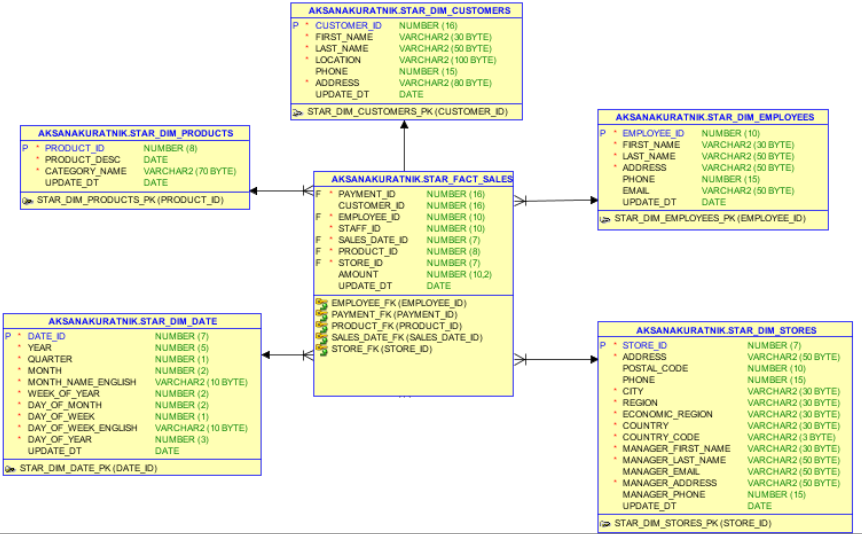 AKSANAKURATNIK.STAR_DIM_CUSTOMERS
P * CUSTOMER_ID NUMBER (16)
* FIRST_NAME VARCHAR2 (30 BYTE)
* LAST_NAME VARCHAR2 (50 BYTE)
* LOCATION VARCHAR2 (100 BYTE)
PHONE NUMBER (15)
* ADDRESS VARCHAR2 (80 BYTE)
UPDATE_DT DATE
STAR_DIM_CUSTOMERS_PK (CUSTOMER_ID)
AKSANAKURATNIK.STAR_DIM_PRODUCTS
P * PRODUCT_ID NUMBER (8)
* PRODUCT_DESC DATE
* CATEGORY_NAME VARCHAR2 (70 BYTE)
UPDATE_DT DATE
STAR_DIM_PRODUCTS_PK (PRODUCT_ID)
AKSANAKURATNIK.STAR_DIM_EMPLOYEES
P * EMPLOYEE_ID NUMBER (10)
* FIRST_NAME VARCHAR2 (30 BYTE)
* LAST_NAME VARCHAR2 (50 BYTE)
* ADDRESS VARCHAR2 (50 BYTE)
PHONE NUMBER (15)
EMAIL VARCHAR2 (50 BYTE)
UPDATE_DT DATE
STAR_DIM_EMPLOYEES_PK (EMPLOYEE_ID)
AKSANAKURATNIK.STAR_FACT_SALES
F * PAYMENT_ID NUMBER (16)
CUSTOMER_ID NUMBER (16)
F * EMPLOYEE_ID NUMBER (10)
* STAFF_ID NUMBER (10)
F * SALES_DATE_ID NUMBER (7)
F * PRODUCT_ID NUMBER (8)
F * STORE_ID NUMBER (7)
AMOUNT NUMBER (10,2)
UPDATE_DT DATE
EMPLOYEE_FK (EMPLOYEE_ID)
PAYMENT_FK (PAYMENT_ID)
PRODUCT_FK (PRODUCT_ID)
SALES_DATE_FK (SALES_DATE_ID)
STORE_FK (STORE_ID)
AKSANAKURATNIK.STAR_DIM_DATE
P * DATE_ID NUMBER (7)
* YEAR NUMBER (5)
* QUARTER NUMBER (1)
* MONTH NUMBER (2)
* MONTH_NAME_ENGLISH VARCHAR2 (10 BYTE)
* WEEK_OF_YEAR NUMBER (2)
* DAY_OF_MONTH NUMBER (2)
* DAY_OF_WEEK NUMBER (1)
* DAY_OF_WEEK_ENGLISH VARCHAR2 (10 BYTE)
* DAY_OF_YEAR NUMBER (3)
UPDATE_DT DATE
STAR_DIM_DATE_PK (DATE_ID)
AKSANAKURATNIK.STAR_DIM_STORES
P * STORE_ID NUMBER (7)
* ADDRESS VARCHAR2 (50 BYTE)
POSTAL_CODE NUMBER (10)
PHONE NUMBER (15)
* CITY VARCHAR2 (30 BYTE)
* REGION VARCHAR2 (30 BYTE)
* ECONOMIC_REGION VARCHAR2 (30 BYTE)
* COUNTRY VARCHAR2 (30 BYTE)
* COUNTRY_CODE VARCHAR2 (3 BYTE)
* MANAGER_FIRST_NAME VARCHAR2 (30 BYTE)
* MANAGER_LAST_NAME VARCHAR2 (50 BYTE)
MANAGER_EMAIL VARCHAR2 (50 BYTE)
* MANAGER_ADDRESS VARCHAR2 (50 BYTE)
MANAGER_PHONE NUMBER (15)
UPDATE_DT DATE
STAR_DIM_STORES_PK (STORE_ID)